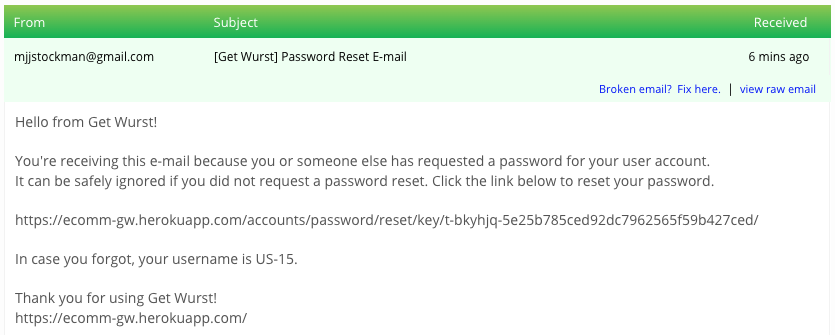 From Subject Received
mjjstockman@gmail.com [Get Wurst] Password Reset E-mail 6 mins ago
Broken email? Fix here. | view raw email
Hello from Get Wurst!
You're receiving this e-mail because you or someone else has requested a password for your user account.
It can be safely ignored if you did not request a password reset. Click the link below to reset your password.
https://ecomm-gw.herokuapp.com/accounts/password/reset/key/t-bkyhjq-5e25b785ced92dc7962565f59b427ced/
In case you forgot, your username is US-15.
Thank you for using Get Wurst!
https://ecomm-gw.herokuapp.com/